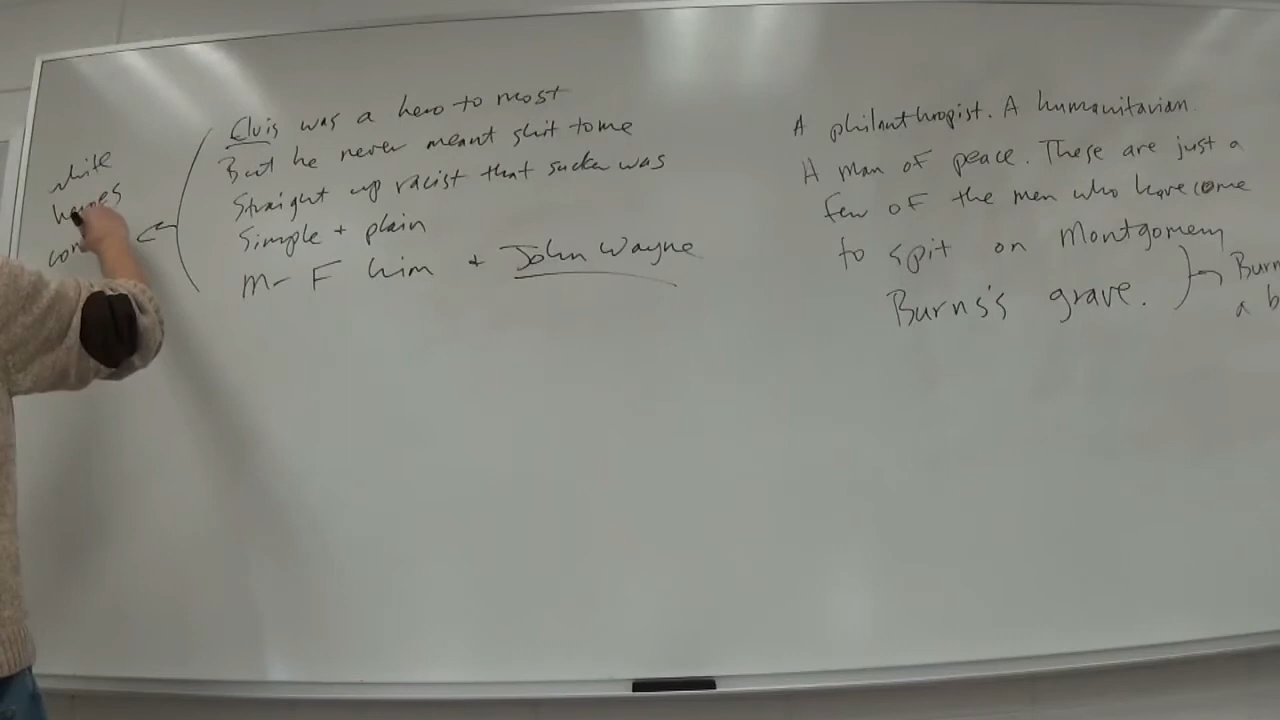 white
heroes
Elvis was a hero to most
But he never meant shit to me
Straight up racist that sucka was
Simple + plain
M- F him + John Wayne
A philanthropist. A humanitarian.
A man of peace. These are just a
few of the men who have come
to spit on Montgomery
Burns's grave.
Burn
a b